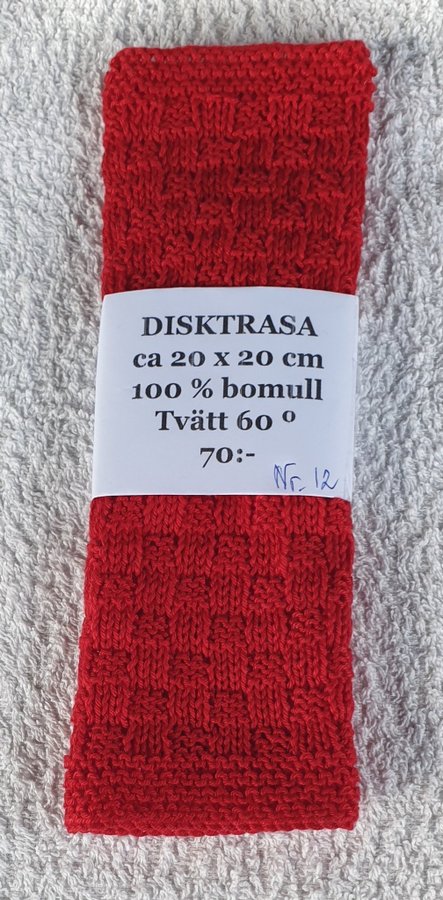 DISKTRASA
ca 20 x 20 cm
100 % bomull
Tvätt 60 º
70:-
Nr. 12